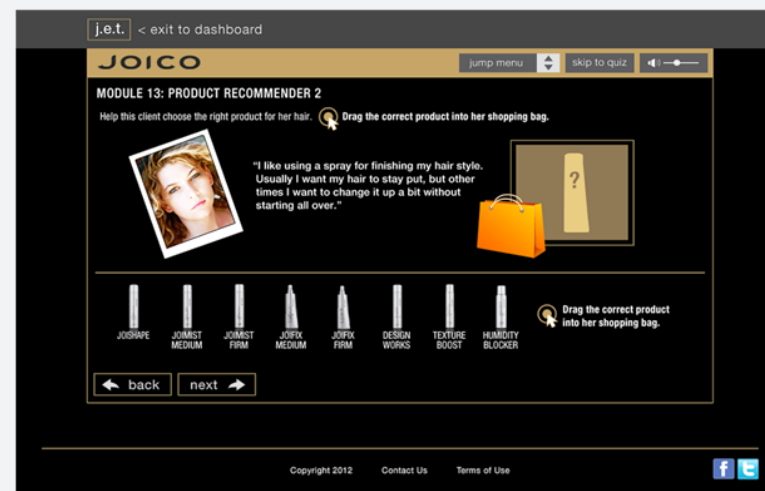 j.e.t. < exit to dashboard
JOICO
jump menu
skip to quiz
MODULE 13: PRODUCT RECOMMENDER 2
Help this client choose the right product for her hair.
Drag the correct product into her shopping bag.
"I like using a spray for finishing my hair style.
Usually I want my hair to stay put, but other
times I want to change it up a bit without
starting all over."
?
JOISHAPE
JOIMIST
MEDIUM
JOIMIST
FIRM
JOIFIX
MEDIUM
JOIFIX
FIRM
DESIGN
WORKS
TEXTURE
BOOST
HUMIDITY
BLOCKER
Drag the correct product
into her shopping bag.
back
next
Copyright 2012
Contact Us
Terms of Use